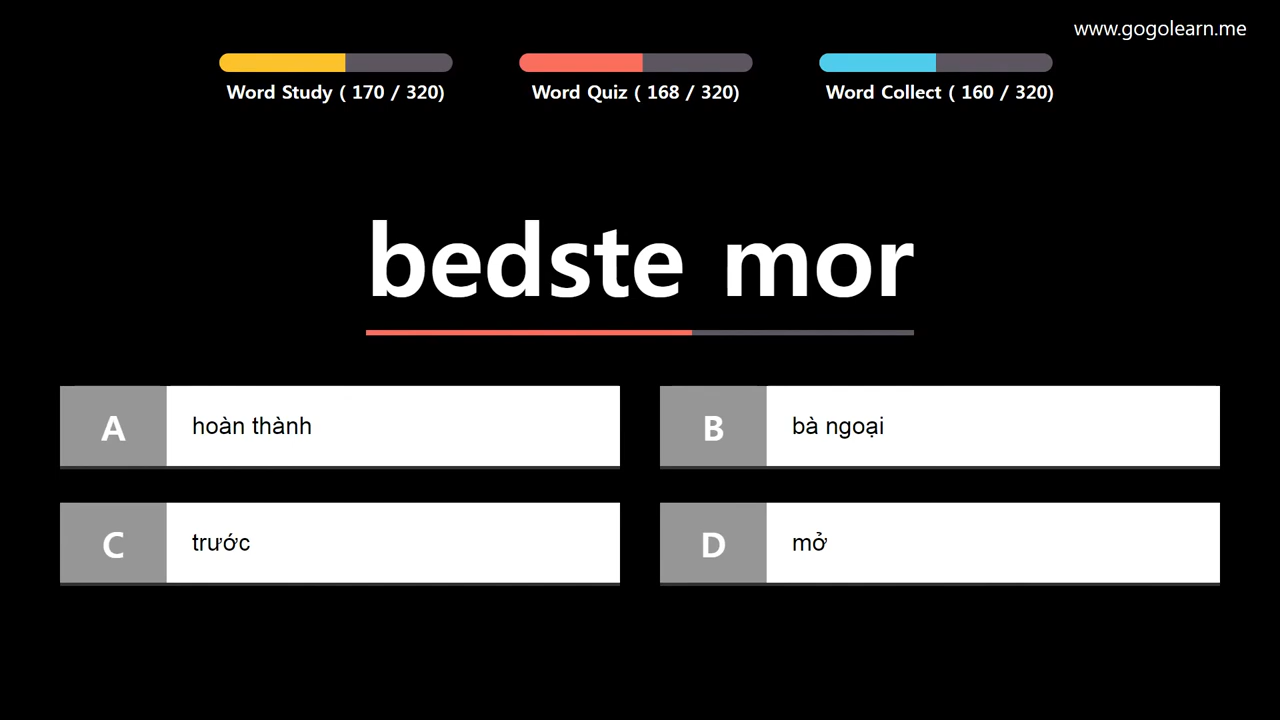 www.gogolearn.me
Word Study ( 170 / 320)
Word Quiz ( 168 / 320)
Word Collect ( 160 / 320)
bedste mor
A
hoàn thành
B
bà ngoại
C
trước
D
mở